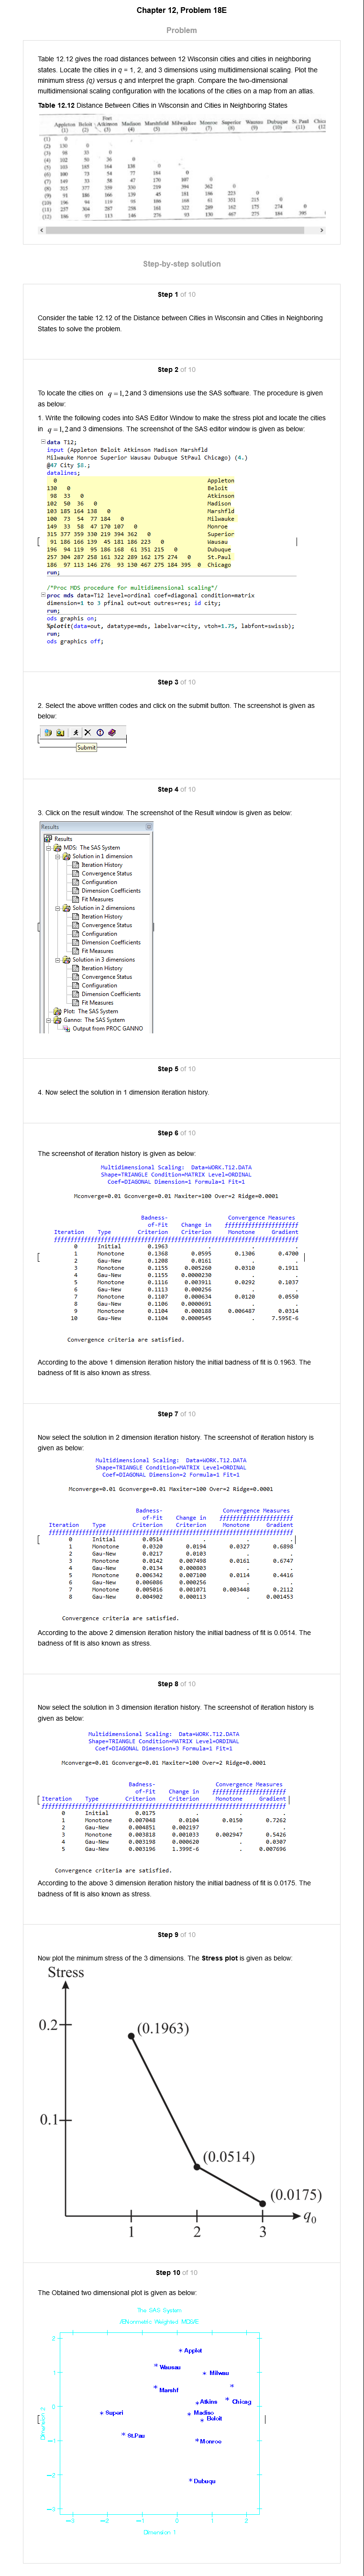 Chapter 12, Problem 18E
Problem
Table 12.12 gives the road distances between 12 Wisconsin cities and cities in neighboring
states. Locate the cities in q = 1, 2, and 3 dimensions using multidimensional scaling. Plot the
minimum stress (q) versus q and interpret the graph. Compare the two-dimensional
multidimensional scaling configuration with the locations of the cities on a map from an atlas.
Table 12.12 Distance Between Cities in Wisconsin and Cities in Neighboring States
Fort
Appleton Beloit Atkinson Madison Marshfield Milwaukee Monroe Superior Wausau Dubuque St. Paul Chica
(1) (2) (3) (4) (5) (6) (7) (8) (9) (10) (11) (12)
(1) 0
(2) 130 0
(3) 98 33 0
(4) 102 50 36 0
(5) 103 185 164 138 0
(6) 100 73 54 77 184 0
(7) 149 33 58 47 170 107 0
(8) 315 377 359 330 219 394 362 0
(9) 91 186 166 139 45 181 186 223 0
(10) 196 94 119 95 186 168 61 351 215 0
(11) 257 304 287 258 161 322 289 162 175 274 0
(12) 186 97 113 146 276 93 130 467 275 184 395
Step-by-step solution
Step 1 of 10
Consider the table 12.12 of the Distance between Cities in Wisconsin and Cities in Neighboring
States to solve the problem.
Step 2 of 10
To locate the cities on q = 1, 2 and 3 dimensions use the SAS software. The procedure is given
as below:
1. Write the following codes into SAS Editor Window to make the stress plot and locate the cities
in q = 1, 2 and 3 dimensions. The screenshot of the SAS editor window is given as below:
data T12;
input (Appleton Beloit Atkinson Madison Marshfld
Milwauke Monroe Superior Wausau Dubuque StPaul Chicago) (4.)
@47 City $8.;
datalines;
0 Appleton
130 0 Beloit
98 33 0 Atkinson
102 50 36 0 Madison
103 185 164 138 0 Marshfld
100 73 54 77 184 0 Milwauke
149 33 58 47 170 107 0 Monroe
315 377 359 330 219 394 362 0 Superior
91 186 166 139 45 181 186 223 0 Wausau
196 94 119 95 186 168 61 351 215 0 Dubuque
257 304 287 258 161 322 289 162 175 274 0 StPaul
186 97 113 146 276 93 130 467 275 184 395 0 Chicago
run;
/*Proc MDS procedure for multidimensional scaling*/
proc mds data=T12 level=ordinal coef=diagonal condition=matrix
dimension=1 to 3 pfinal out=out outres=res; id city;
run;
ods graphis on;
%plotit(data=out, datatype=mds, labelvar=city, vtoh=1.75, labfont=swissb);
run;
ods graphics off;
Step 3 of 10
2. Select the above written codes and click on the submit button. The screenshot is given as
below:
Submit
Step 4 of 10
3. Click on the result window. The screenshot of the Result window is given as below:
Results
Results
MDS: The SAS System
Solution in 1 dimension
Iteration History
Convergence Status
Configuration
Dimension Coefficients
Fit Measures
Solution in 2 dimensions
Iteration History
Convergence Status
Configuration
Dimension Coefficients
Fit Measures
Solution in 3 dimensions
Iteration History
Convergence Status
Configuration
Dimension Coefficients
Fit Measures
Plot: The SAS System
Ganno: The SAS System
Output from PROC GANNO
Step 5 of 10
4. Now select the solution in 1 dimension iteration history.
Step 6 of 10
The screenshot of iteration history is given as below:
Multidimensional Scaling: Data=WORK.T12.DATA
Shape=TRIANGLE Condition=MATRIX Level=ORDINAL
Coef=DIAGONAL Dimension=1 Formula=1 Fit=1
Mconverge=0.01 Gconverge=0.01 Maxiter=100 Over=2 Ridge=0.0001
Badness- Convergence Measures
of-Fit Change in
Iteration Type Criterion Criterion Monotone Gradient
0 Initial 0.1963 . . .
1 Monotone 0.1368 0.0595 0.1306 0.4700
2 Gau-New 0.1208 0.0161 . .
3 Monotone 0.1155 0.005260 0.0310 0.1911
4 Gau-New 0.1155 0.0000230 . .
5 Monotone 0.1116 0.003911 0.0292 0.1037
6 Gau-New 0.1113 0.000256 . .
7 Monotone 0.1107 0.000634 0.0120 0.0550
8 Gau-New 0.1106 0.0000691 . .
9 Monotone 0.1104 0.000188 0.006487 0.0314
10 Gau-New 0.1104 0.0000545 . 7.595E-6
Convergence criteria are satisfied.
According to the above 1 dimension iteration history the initial badness of fit is 0.1963. The
badness of fit is also known as stress.
Step 7 of 10
Now select the solution in 2 dimension iteration history. The screenshot of iteration history is
given as below:
Multidimensional Scaling: Data=WORK.T12.DATA
Shape=TRIANGLE Condition=MATRIX Level=ORDINAL
Coef=DIAGONAL Dimension=2 Formula=1 Fit=1
Mconverge=0.01 Gconverge=0.01 Maxiter=100 Over=2 Ridge=0.0001
Badness- Convergence Measures
of-Fit Change in
Iteration Type Criterion Criterion Monotone Gradient
0 Initial 0.0514 . . .
1 Monotone 0.0320 0.0194 0.0327 0.6898
2 Gau-New 0.0217 0.0103 . .
3 Monotone 0.0142 0.007498 0.0161 0.6747
4 Gau-New 0.0134 0.000803 . .
5 Monotone 0.006342 0.007100 0.0114 0.4416
6 Gau-New 0.006086 0.000256 . .
7 Monotone 0.005016 0.001071 0.003448 0.2112
8 Gau-New 0.004902 0.000113 . 0.001453
Convergence criteria are satisfied.
According to the above 2 dimension iteration history the initial badness of fit is 0.0514. The
badness of fit is also known as stress.
Step 8 of 10
Now select the solution in 3 dimension iteration history. The screenshot of iteration history is
given as below:
Multidimensional Scaling: Data=WORK.T12.DATA
Shape=TRIANGLE Condition=MATRIX Level=ORDINAL
Coef=DIAGONAL Dimension=3 Formula=1 Fit=1
Mconverge=0.01 Gconverge=0.01 Maxiter=100 Over=2 Ridge=0.0001
Badness- Convergence Measures
of-Fit Change in
Iteration Type Criterion Criterion Monotone Gradient
0 Initial 0.0175 . . .
1 Monotone 0.007048 0.0104 0.0150 0.7262
2 Gau-New 0.004851 0.002197 . .
3 Monotone 0.003818 0.001033 0.002947 0.5426
4 Gau-New 0.003198 0.000620 . 0.0307
5 Gau-New 0.003196 1.399E-6 . 0.007696
Convergence criteria are satisfied.
According to the above 3 dimension iteration history the initial badness of fit is 0.0175. The
badness of fit is also known as stress.
Step 9 of 10
Now plot the minimum stress of the 3 dimensions. The Stress plot is given as below:
Stress
0.2
(0.1963)
0.1
(0.0514)
(0.0175)
q0
1 2 3
Step 10 of 10
The Obtained two dimensional plot is given as below:
The SAS System
Applet
Wausau
Milwau
Marshf
Atkins
Chicag
Superi
Madiso
Beloit
St.Pau
Monroe
Dubuqu
2
1
0
-1
-2
-3
Dimension 2
-3 -2 -1 0 1 2
Dimension 1